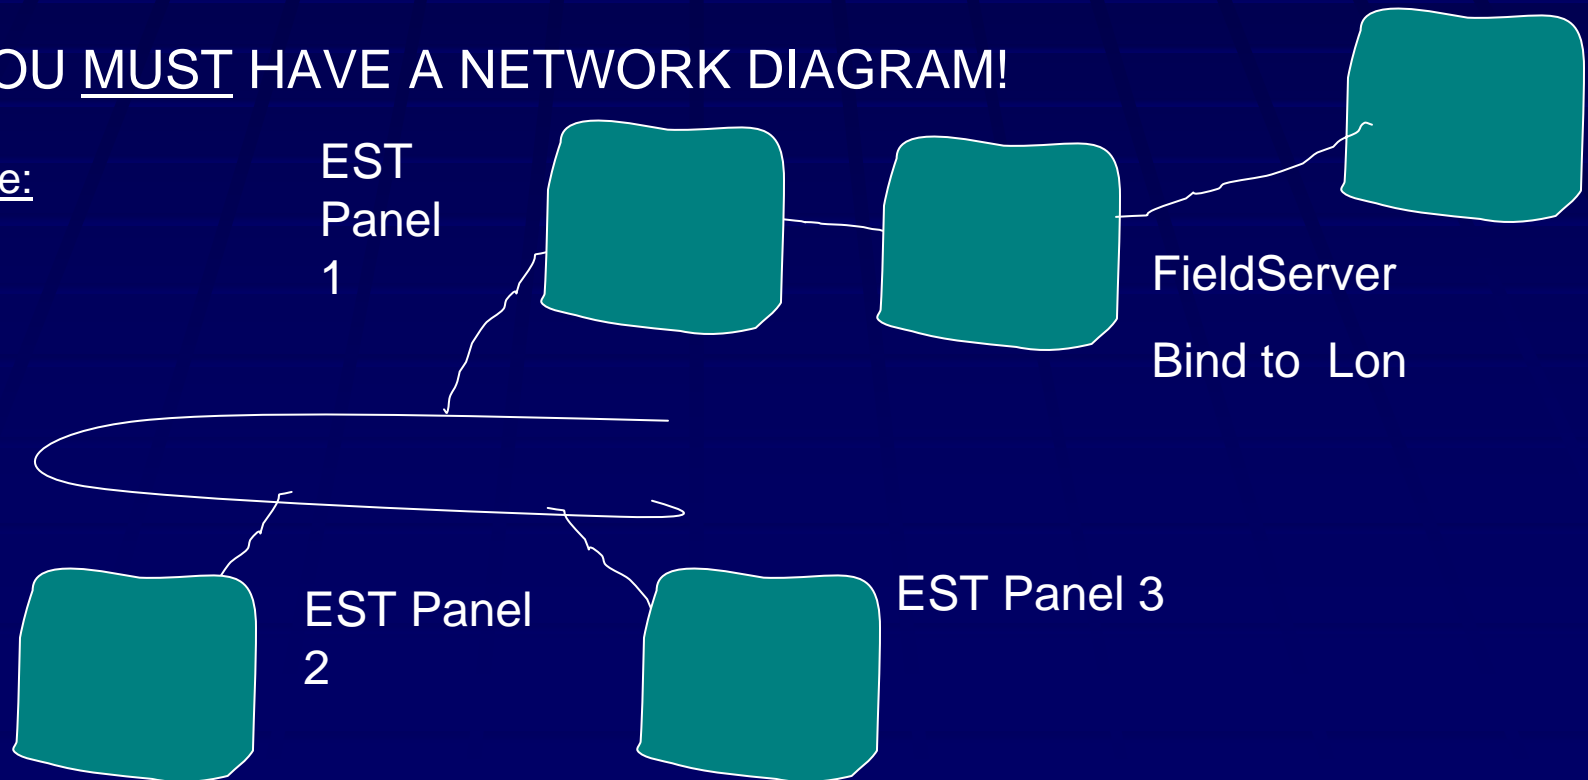 OU MUST HAVE A NETWORK DIAGRAM!
e:
EST
Panel
1
FieldServer
Bind to Lon
EST Panel
2
EST Panel 3